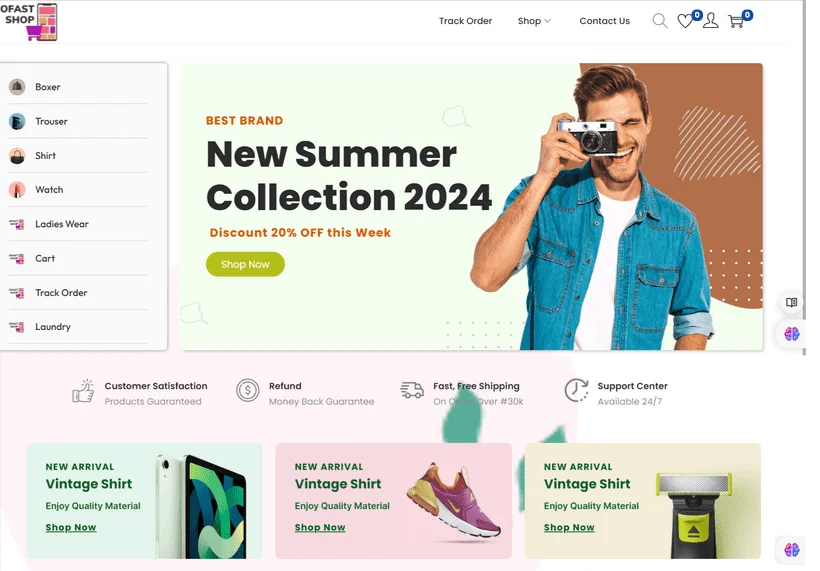 OFAST
SHOP
Track Order
Shop
Contact Us
0
0
Boxer
Trouser
Shirt
Watch
Ladies Wear
Cart
Track Order
Laundry
BEST BRAND
New Summer
Collection 2024
Discount 20% OFF this Week
Shop Now
Customer Satisfaction
Products Guaranteed
Refund
Money Back Guarantee
Fast, Free Shipping
On Over #30k
Support Center
Available 24/7
NEW ARRIVAL
Vintage Shirt
Enjoy Quality Material
Shop Now
NEW ARRIVAL
Vintage Shirt
Enjoy Quality Material
Shop Now
NEW ARRIVAL
Vintage Shirt
Enjoy Quality Material
Shop Now